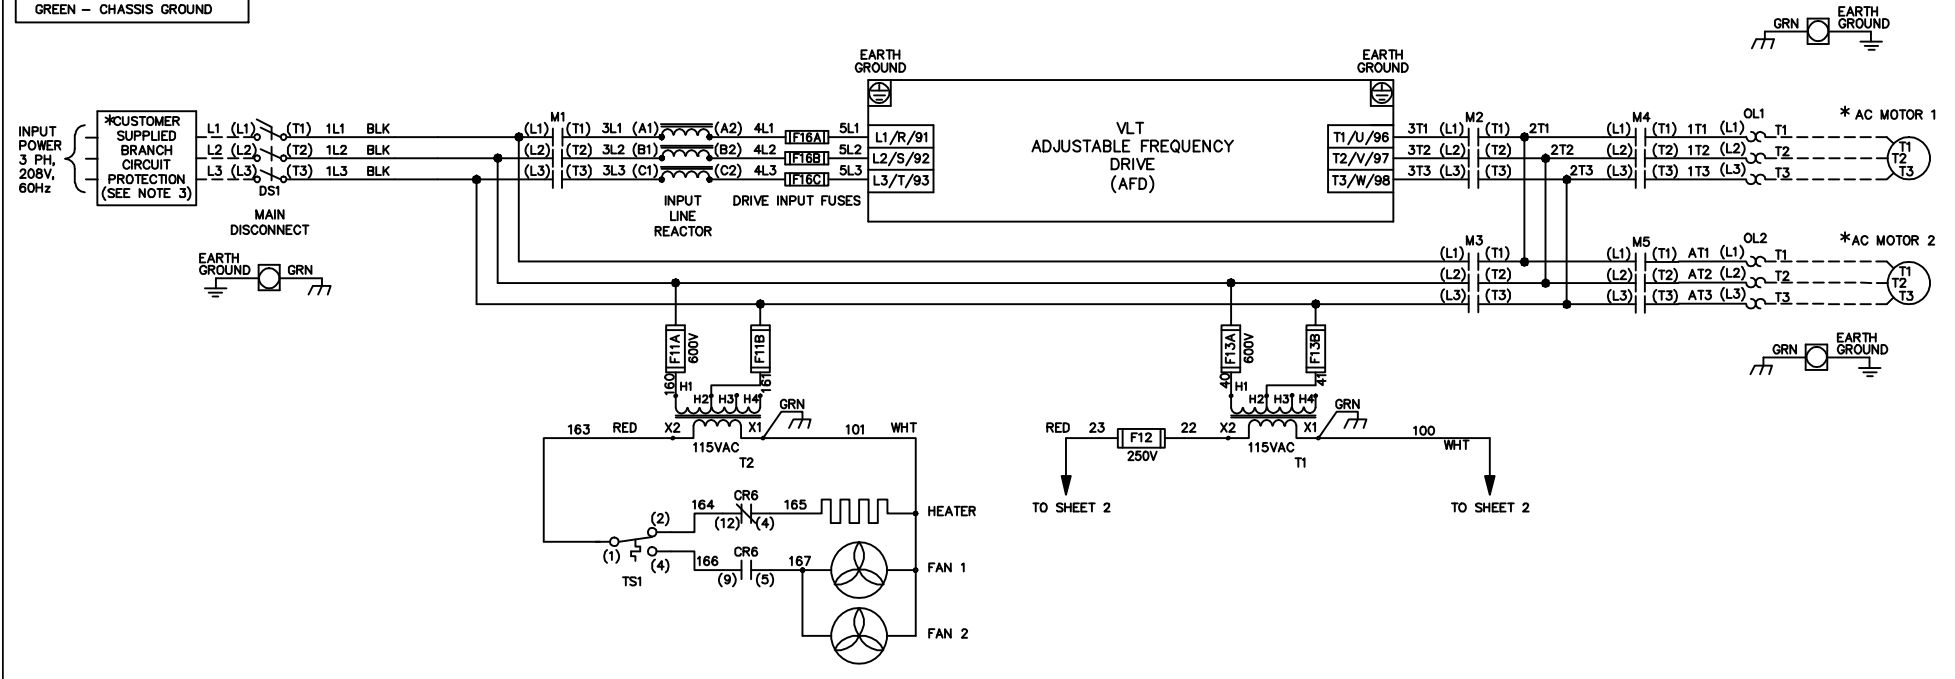 GREEN – CHASSIS GROUND
GRN
EARTH
GROUND
EARTH
GROUND
EARTH
GROUND
INPUT
POWER
3 PH,
208V,
60Hz
*CUSTOMER
SUPPLIED
BRANCH
CIRCUIT
PROTECTION
(SEE NOTE 3)
L1 (L1) (T1) 1L1 BLK
L2 (L2) (T2) 1L2 BLK
L3 (L3) (T3) 1L3 BLK
DS1
MAIN
DISCONNECT
M1
(L1) (T1) 3L1 (A1) (A2) 4L1 F16A 5L1 L1/R/91
(L2) (T2) 3L2 (B1) (B2) 4L2 F16B 5L2 L2/S/92
(L3) (T3) 3L3 (C1) (C2) 4L3 F16C 5L3 L3/T/93
INPUT
LINE
REACTOR
DRIVE INPUT FUSES
VLT
ADJUSTABLE FREQUENCY
DRIVE
(AFD)
M2
M4
OL1
* AC MOTOR 1
T1/U/96 3T1 (L1) (T1) 2T1 (L1) (T1) 1T1 (L1) T1
T2/V/97 3T2 (L2) (T2) 2T2 (L2) (T2) 1T2 (L2) T2
T3/W/98 3T3 (L3) (T3) 2T3 (L3) (T3) 1T3 (L3) T3
T1
T2
T3
EARTH
GROUND
GRN
M3
M5
OL2
*AC MOTOR 2
(L1) (T1) (L1) (T1) AT1 (L1) T1
(L2) (T2) (L2) (T2) AT2 (L2) T2
(L3) (T3) (L3) (T3) AT3 (L3) T3
T1
T2
T3
GRN
EARTH
GROUND
F11A
600V
F11B
160
161
H1
H2 H3 H4
GRN
163 RED X2 X1 101 WHT
115VAC
T2
F13A
600V
F13B
40
41
H1
H2 H3 H4
GRN
RED 23 F12 22 X2 X1 100
WHT
250V
115VAC
T1
TO SHEET 2
TO SHEET 2
CR6
164 165
(2) (12) (4)
HEATER
(1)
TS1
(4)
CR6
166 167
(9) (5)
FAN 1
FAN 2